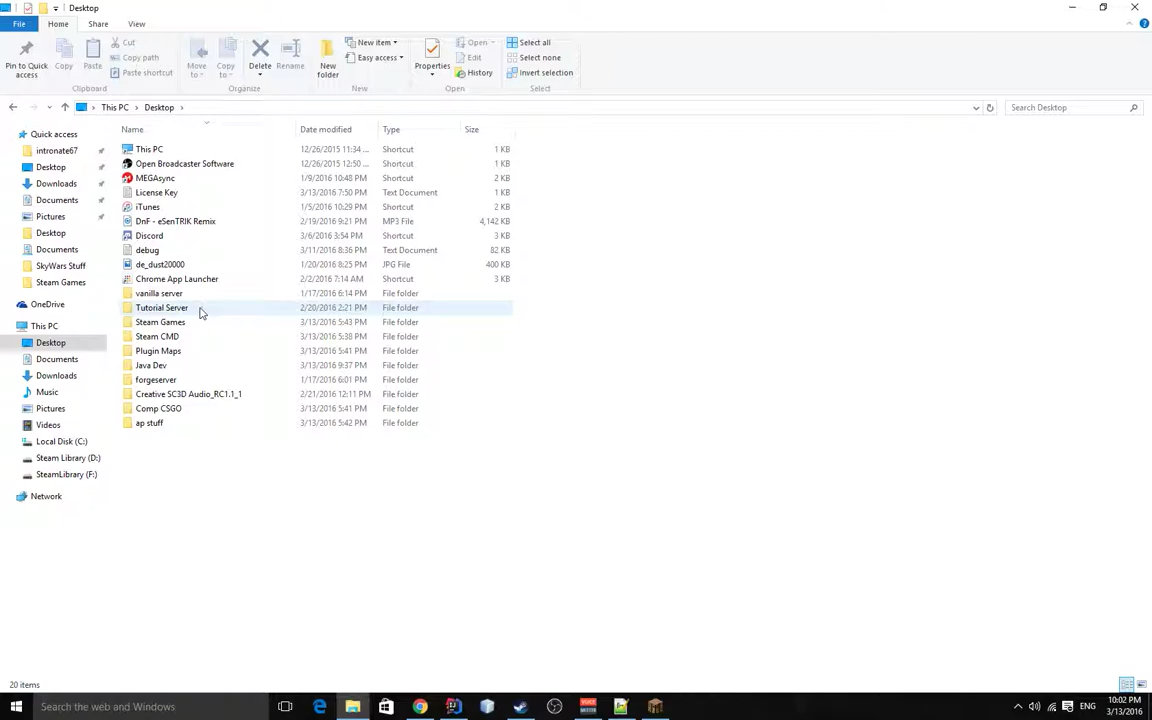 Desktop
File Home Share View
Pin to Quick access
Copy
Paste
Cut
Copy path
Paste shortcut
Clipboard
Move to
Copy to
Delete
Rename
Organize
New folder
New item
Easy access
New
Properties
Open
Edit
History
Open
Select all
Select none
Invert selection
Select
This PC > Desktop >
Search Desktop
Quick access
intronate67
Desktop
Downloads
Documents
Pictures
Desktop
Documents
SkyWars Stuff
Steam Games
OneDrive
This PC
Desktop
Documents
Downloads
Music
Pictures
Videos
Local Disk (C:)
Steam Library (D:)
SteamLibrary (F:)
Network
Name Date modified Type Size
This PC 12/26/2015 11:34 ... Shortcut 1 KB
Open Broadcaster Software 12/26/2015 12:50 ... Shortcut 1 KB
MEGAsync 1/9/2016 10:48 PM Shortcut 2 KB
License Key 3/13/2016 7:50 PM Text Document 1 KB
iTunes 1/5/2016 10:29 PM Shortcut 2 KB
DnF - eSenTRIK Remix 2/19/2016 9:21 PM MP3 File 4,142 KB
Discord 3/6/2016 3:54 PM Shortcut 3 KB
debug 3/11/2016 8:36 PM Text Document 82 KB
de_dust20000 1/20/2016 8:25 PM JPG File 400 KB
Chrome App Launcher 2/2/2016 7:14 AM Shortcut 3 KB
vanilla server 1/17/2016 6:14 PM File folder
Tutorial Server 2/20/2016 2:21 PM File folder
Steam Games 3/13/2016 5:43 PM File folder
Steam CMD 3/13/2016 5:38 PM File folder
Plugin Maps 3/13/2016 5:41 PM File folder
Java Dev 3/13/2016 9:37 PM File folder
forgeserver 1/17/2016 6:01 PM File folder
Creative SC3D Audio_RC1.1_1 2/21/2016 12:11 PM File folder
Comp CSGO 3/13/2016 5:41 PM File folder
ap stuff 3/13/2016 5:42 PM File folder
20 items
Search the web and Windows
ENG
10:02 PM
3/13/2016